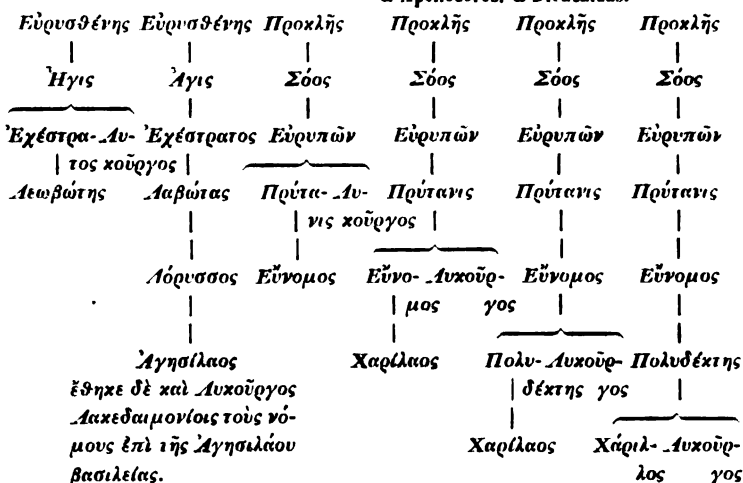 Εὐρυσθένης Εὐρυσθένης Προκλῆς Προκλῆς Προκλῆς Προκλῆς
Ἦγις Ἆγις Σόος Σόος Σόος Σόος
Ἐχέστρα- Λυ- Ἐχέστρατος Εὐρυπῶν Εὐρυπῶν Εὐρυπῶν Εὐρυπῶν
τος κοῦργος
Λεωβώτης Λαβώτας Πρύτα- Λυ- Πρύτανις Πρύτανις Πρύτανις
νις κοῦργος
Δόρυσσος Εὔνομος Εὔνο- Λυκοῦρ- Εὔνομος Εὔνομος
μος γος
Ἀγησίλαος Χαρίλαος Πολυ- Λυκοῦρ- Πολυδέκτης
ἔθηκε δὲ καὶ Λυκοῦργος δέκτης γος
Λακεδαιμονίοις τοὺς νό-
μους ἐπὶ τῆς Ἀγησιλάου Χαρίλαος Χάριλ- Λυκοῦρ-
βασιλείας. λος γος